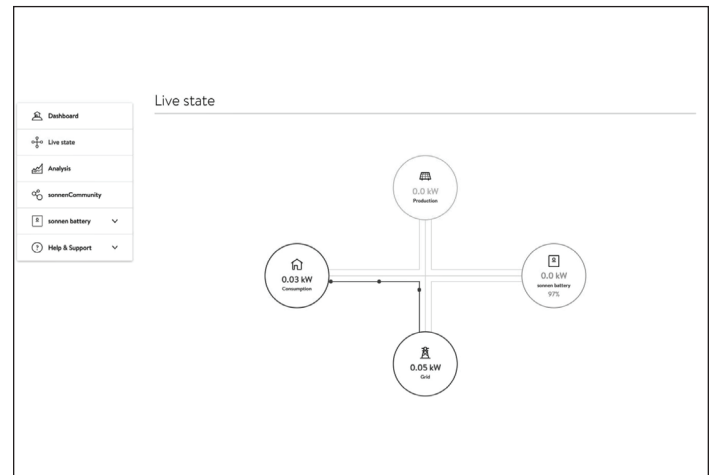 Live state
Dashboard
Live state
Analysis
sonnenCommunity
sonnen battery
Help & Support
0.0 kW
Production
0.03 kW
Consumption
0.0 kW
sonnen battery
97%
0.05 kW
Grid